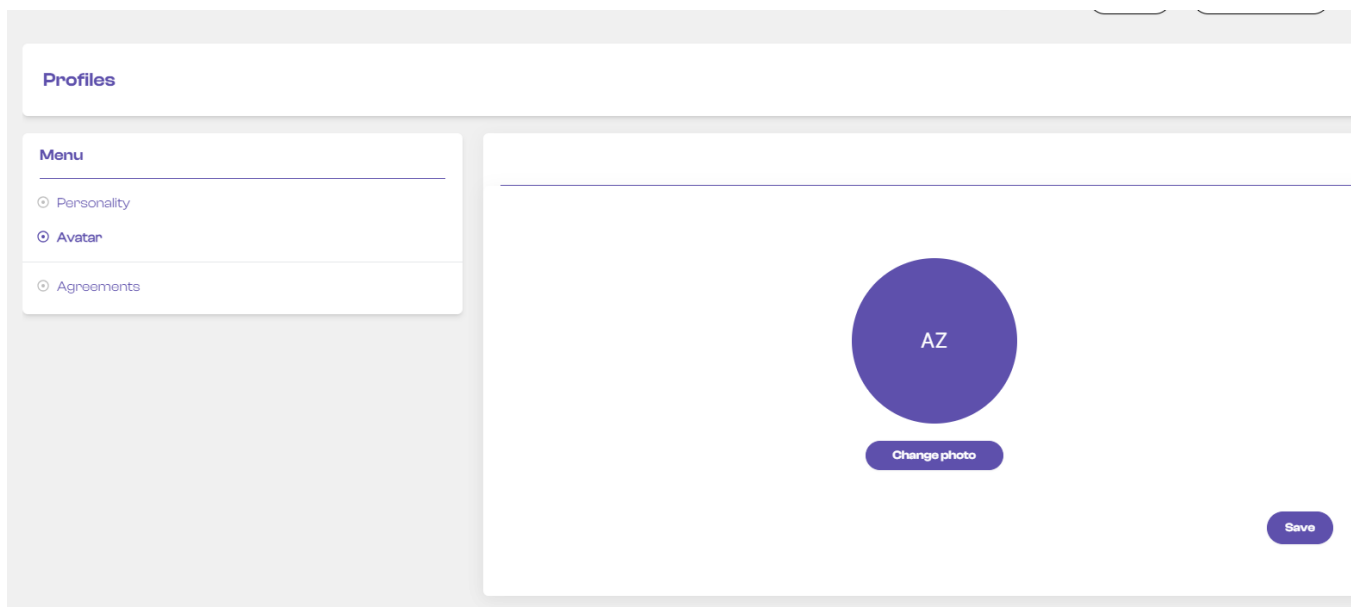 Profiles
Menu
Personality
Avatar
Agreements
AZ
Change photo
Save